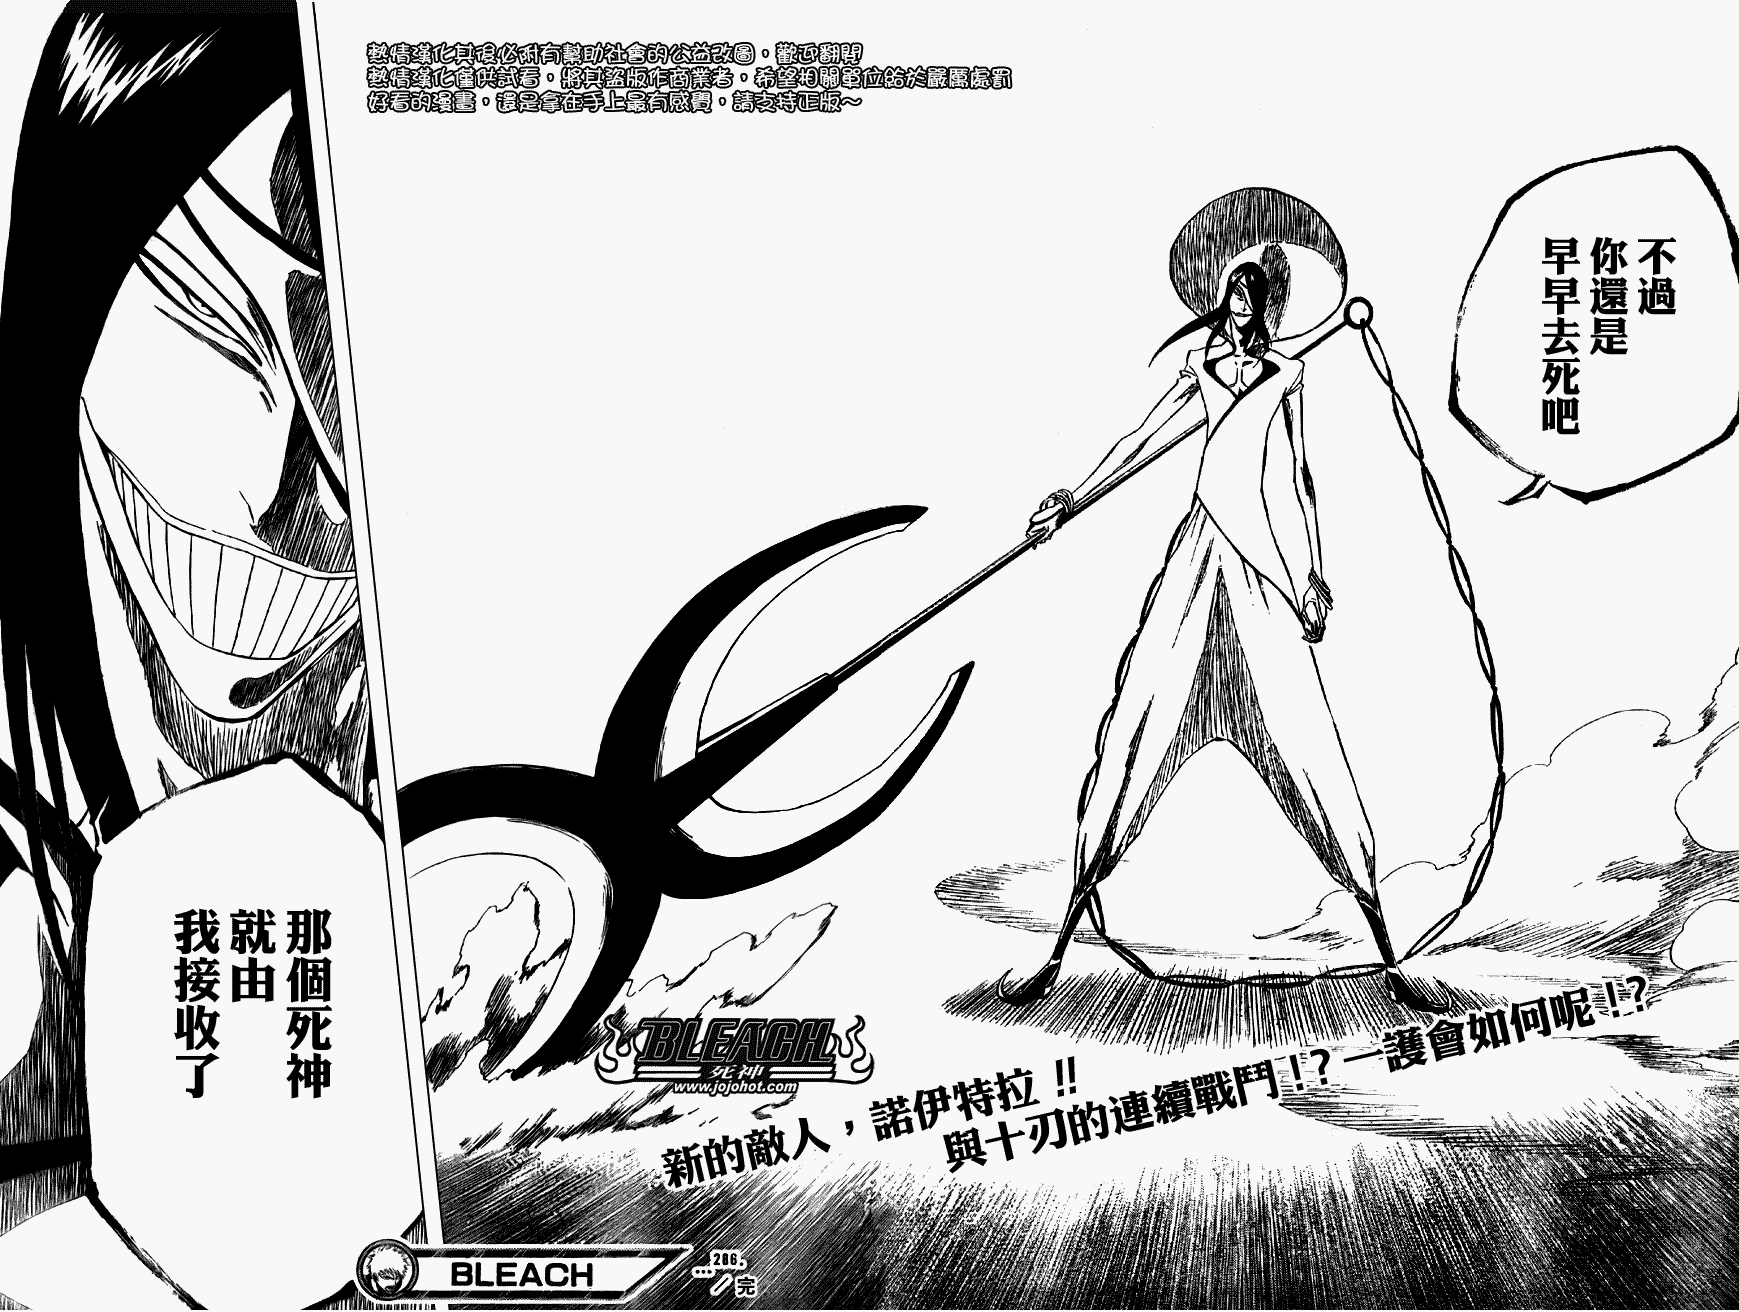 熱情漢化其後必附有幫助社會的公益改圖，歡迎翻閱
熱情漢化僅供試看，將其盜版作商業者，希望相關單位給於嚴厲處罰
好看的漫畫，還是拿在手上最有感覺，請支持正版～
不過
你還是
早早去死吧
那個死神
就由
我接收了
BLEACH
死神
www.jojohot.com
新的敵人，諾伊特拉!!
與十刃的連續戰鬥!?一護會如何呢!?
BLEACH
...286.
／完